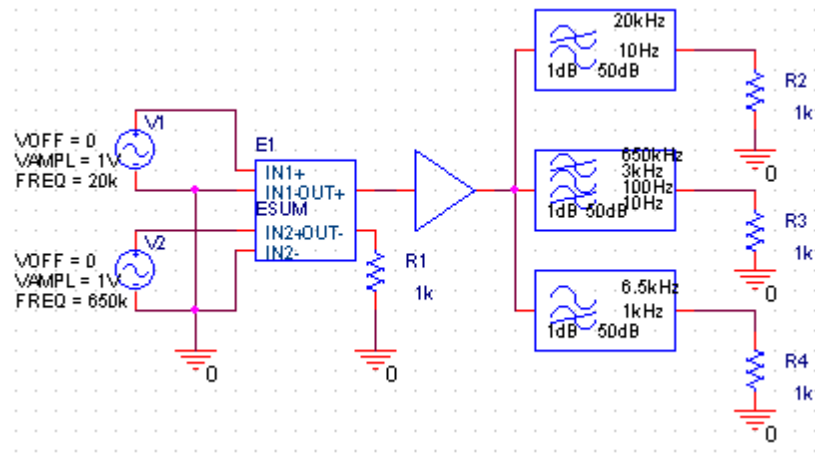 V1
VOFF = 0
VAMPL = 1V
FREQ = 20k
V2
VOFF = 0
VAMPL = 1V
FREQ = 650k
0
E1
IN1+
IN1-OUT+
ESUM
IN2+OUT-
IN2-
R1
1k
0
20kHz
10Hz
1dB 50dB
R2
1k
0
650kHz
3kHz
100Hz
10Hz
1dB 50dB
R3
1k
0
6.5kHz
1kHz
1dB 50dB
R4
1k
0